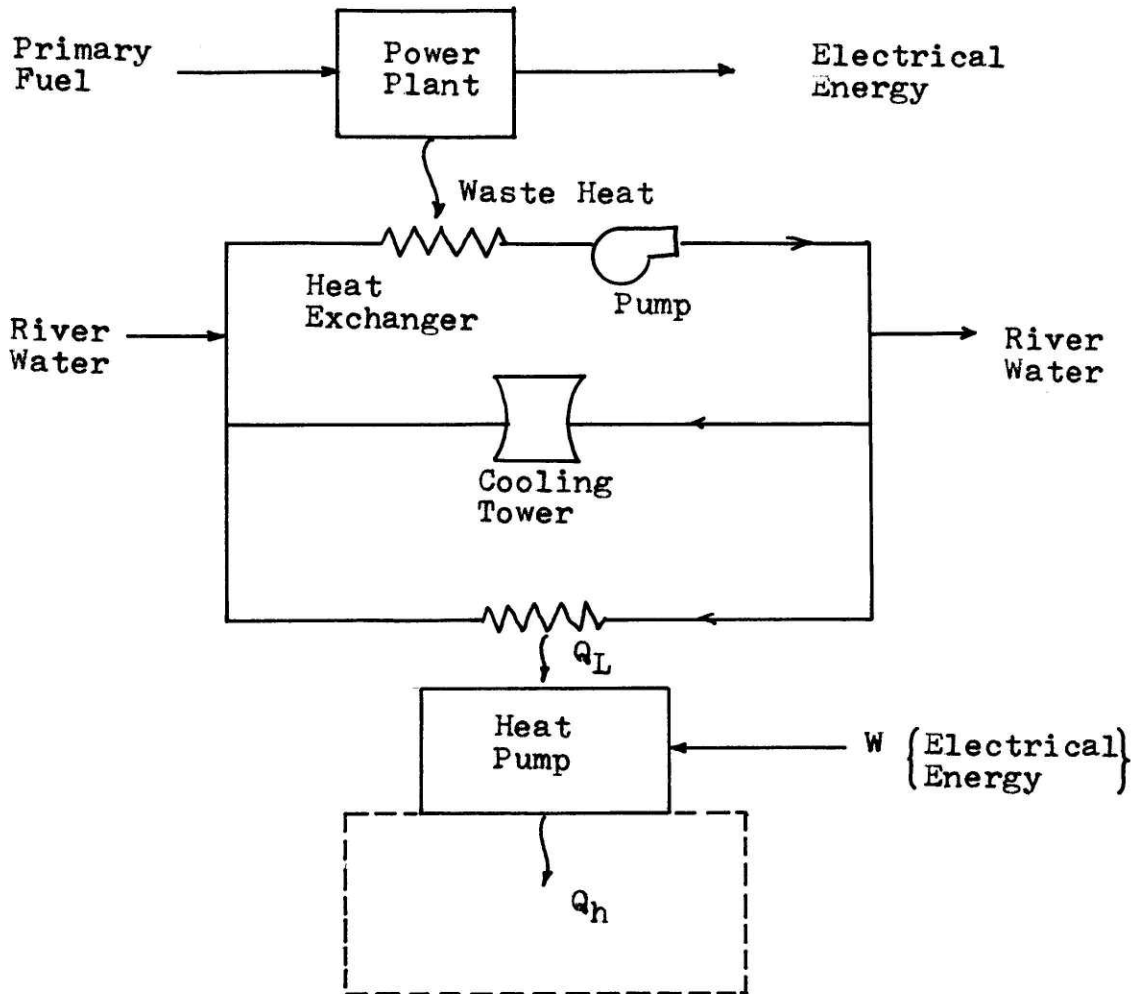 Primary
Fuel
Power
Plant
Electrical
Energy
Waste Heat
Heat
Exchanger
Pump
River
Water
River
Water
Cooling
Tower
Q_L
Heat
Pump
W {Electrical
Energy}
Q_h